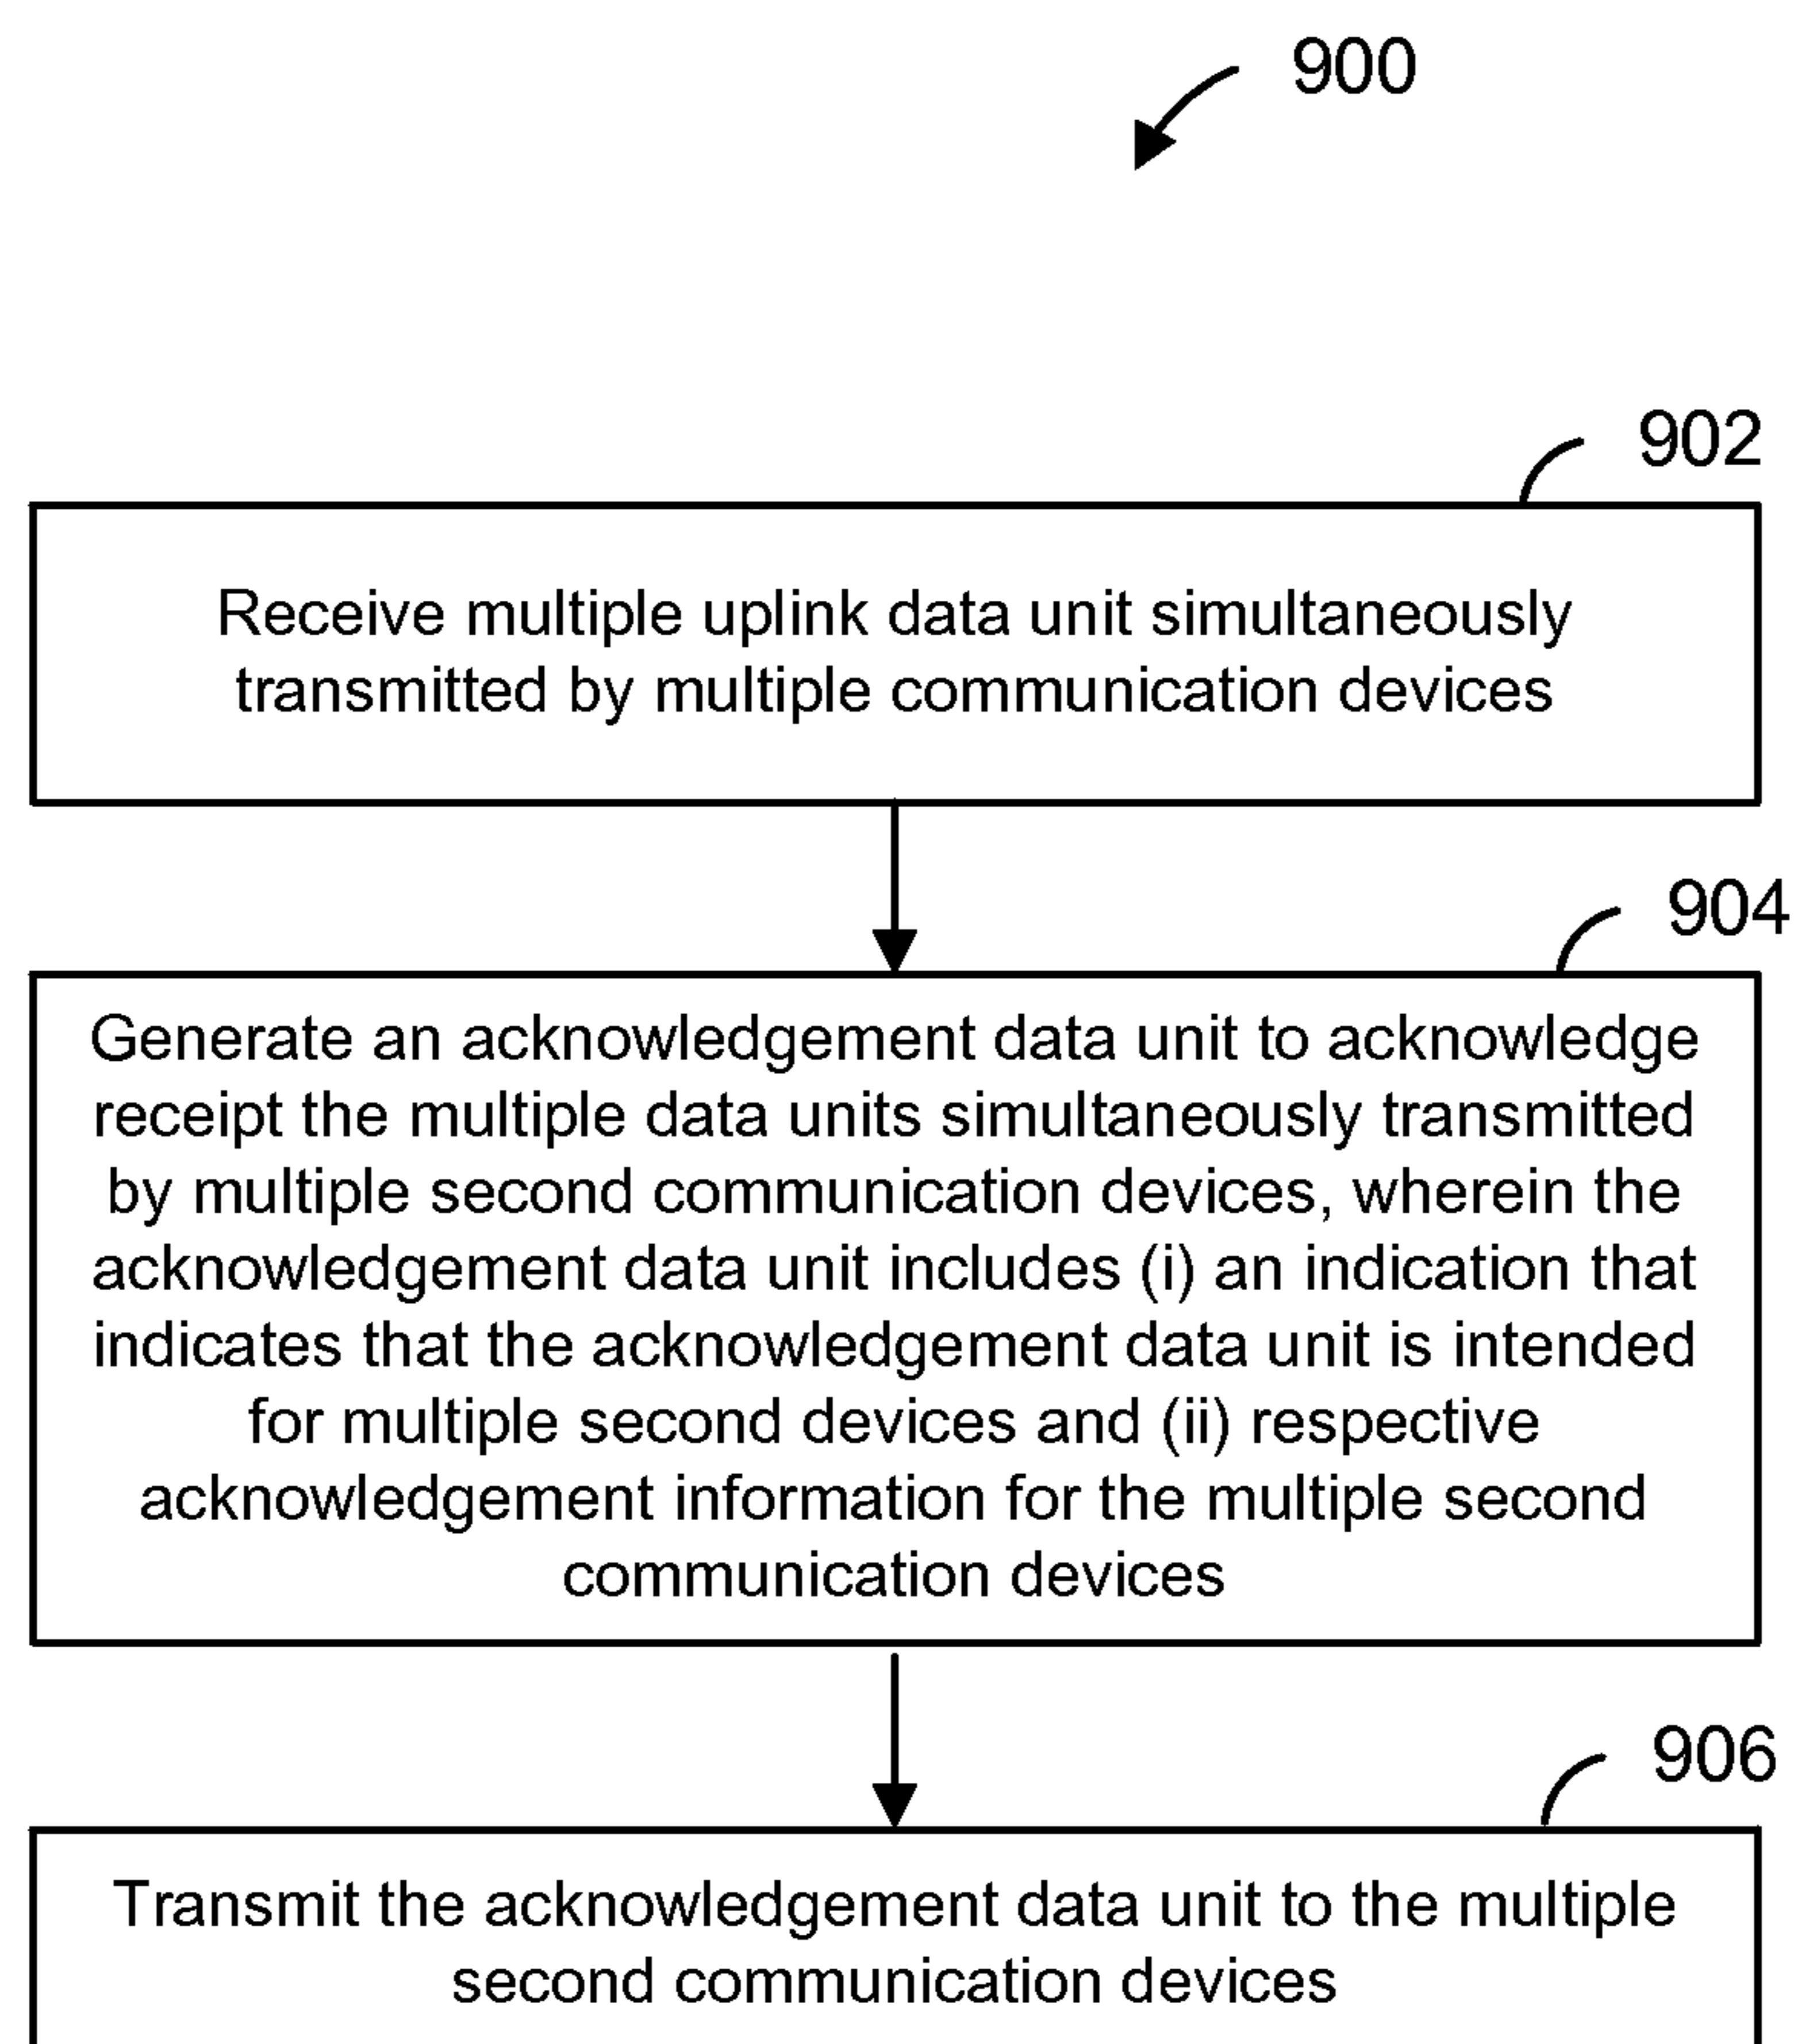 900
902
Receive multiple uplink data unit simultaneously
transmitted by multiple communication devices
904
Generate an acknowledgement data unit to acknowledge
receipt the multiple data units simultaneously transmitted
by multiple second communication devices, wherein the
acknowledgement data unit includes (i) an indication that
indicates that the acknowledgement data unit is intended
for multiple second devices and (ii) respective
acknowledgement information for the multiple second
communication devices
906
Transmit the acknowledgement data unit to the multiple
second communication devices